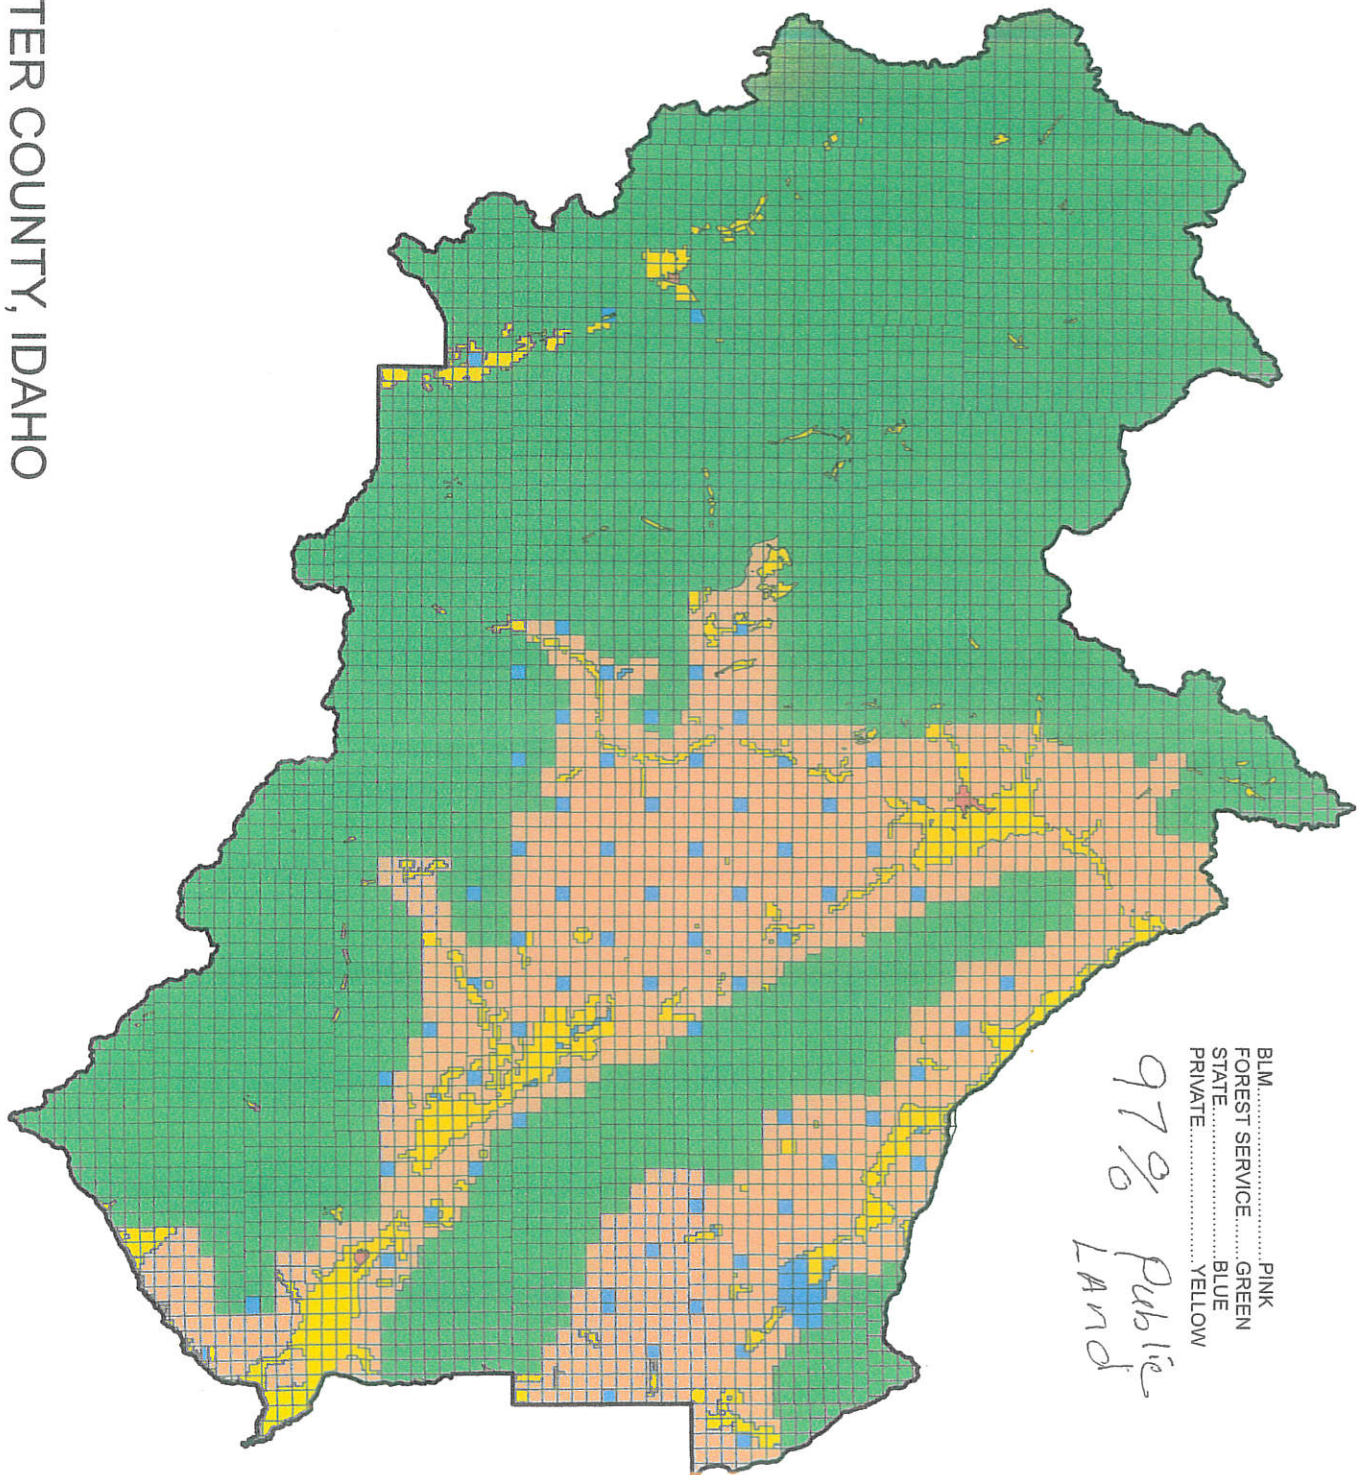 TER COUNTY, IDAHO
BLM..............................PINK
FOREST SERVICE........GREEN
STATE..........................BLUE
PRIVATE......................YELLOW
97% Public
LAnd